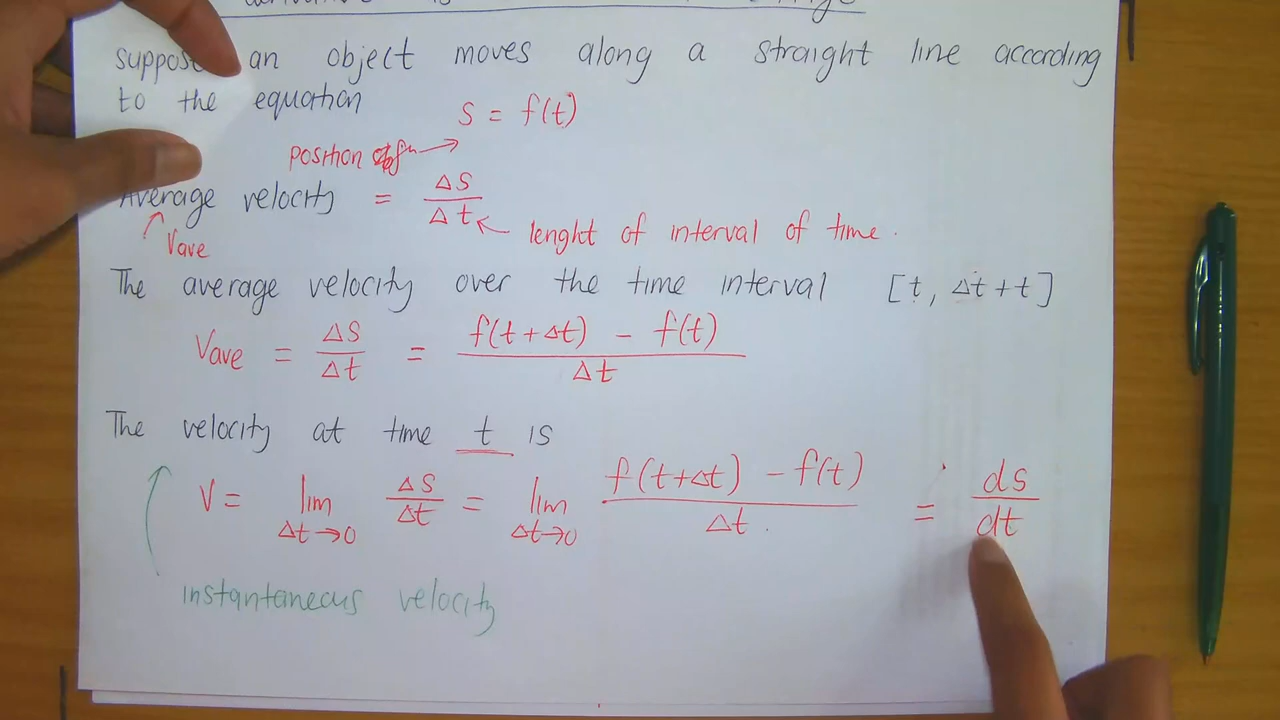 suppose an object moves along a straight line according
to the equation
s = f(t)
position fn →
Average velocity = Δs/Δt ← lenght of interval of time.
Vave
The average velocity over the time interval [t, Δt+t]
Vave = Δs/Δt = f(t+Δt) - f(t)/Δt
The velocity at time t is
V = lim Δt→0 Δs/Δt = lim Δt→0 f(t+Δt) - f(t)/Δt = ds/dt
instantaneous velocity